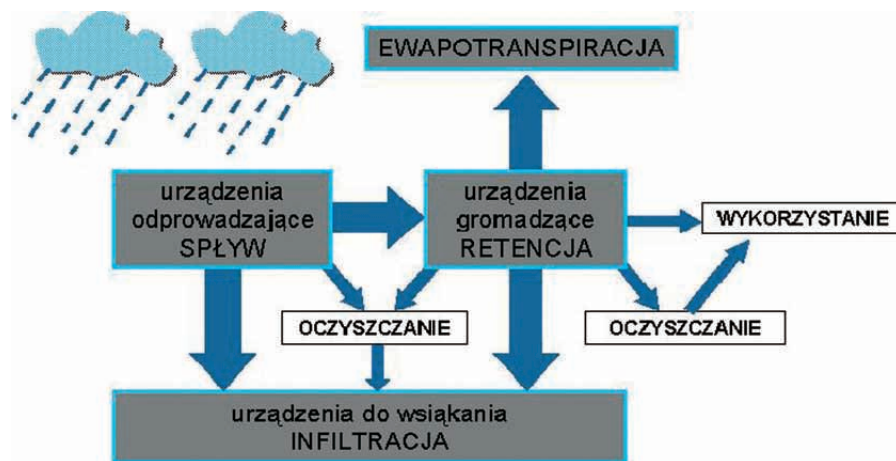 EWAPOTRANSPIRACJA
urządzenia
odprowadzające
SPŁYW
urządzenia
gromadzące
RETENCJA
WYKORZYSTANIE
OCZYSZCZANIE
OCZYSZCZANIE
urządzenia do wsiąkania
INFILTRACJA